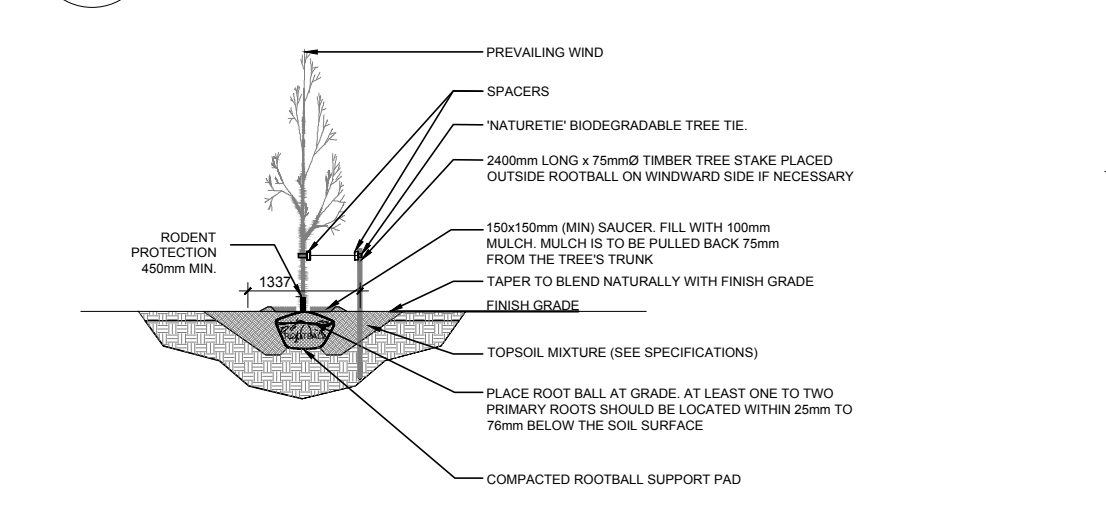 PREVAILING WIND
SPACERS
'NATURETIE' BIODEGRADABLE TREE TIE.
2400mm LONG x 75mmØ TIMBER TREE STAKE PLACED
OUTSIDE ROOTBALL ON WINDWARD SIDE IF NECESSARY
150x150mm (MIN) SAUCER. FILL WITH 100mm
MULCH. MULCH IS TO BE PULLED BACK 75mm
FROM THE TREE'S TRUNK
RODENT
PROTECTION
450mm MIN.
1337
TAPER TO BLEND NATURALLY WITH FINISH GRADE
FINISH GRADE
ROOTBALL
TOPSOIL MIXTURE (SEE SPECIFICATIONS)
PLACE ROOT BALL AT GRADE. AT LEAST ONE TO TWO
PRIMARY ROOTS SHOULD BE LOCATED WITHIN 25mm TO
76mm BELOW THE SOIL SURFACE
COMPACTED ROOTBALL SUPPORT PAD